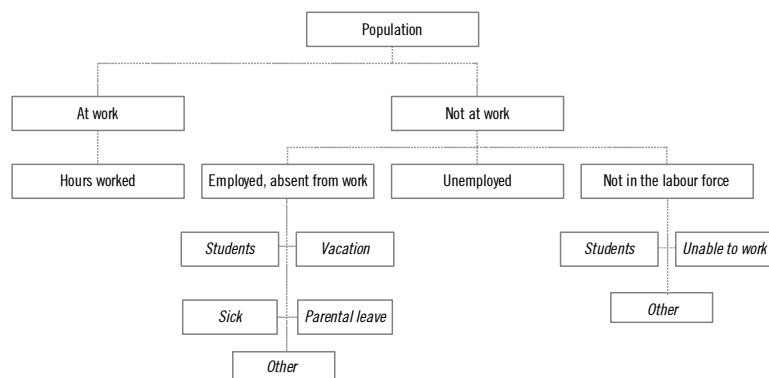 Population
At work
Not at work
Hours worked
Employed, absent from work
Unemployed
Not in the labour force
Students
Vacation
Students
Unable to work
Sick
Parental leave
Other
Other